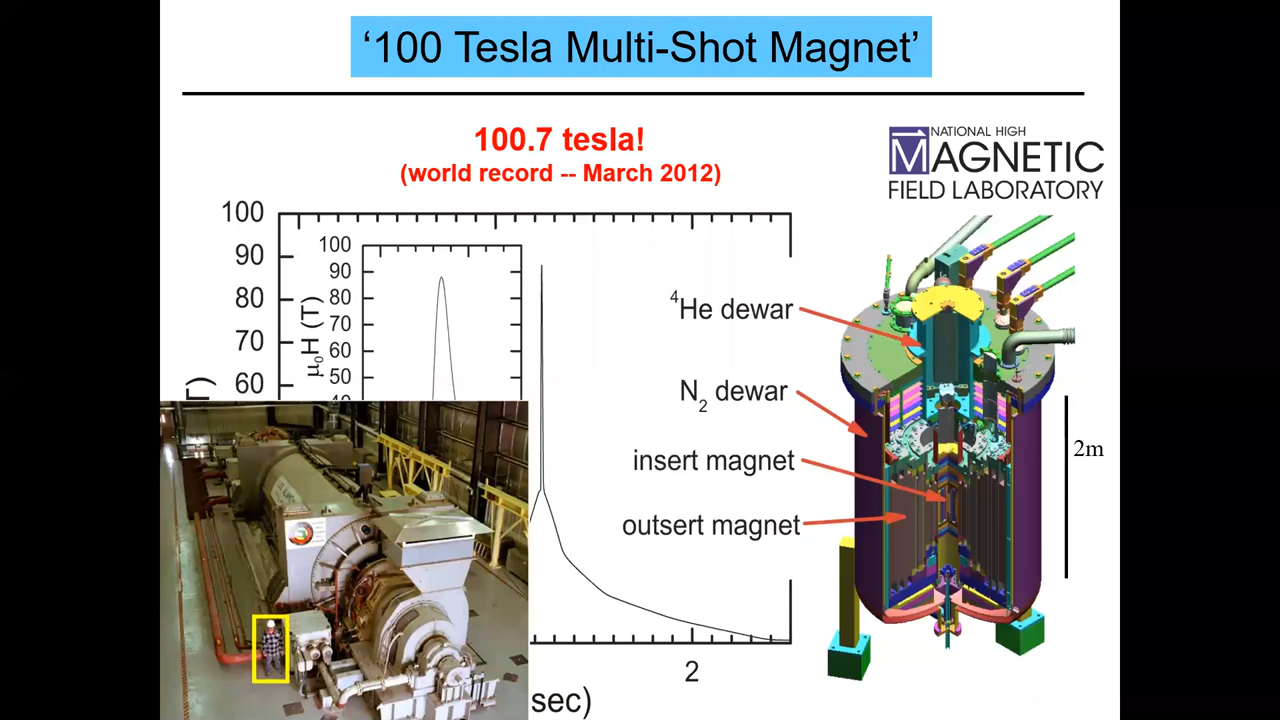 ‘100 Tesla Multi-Shot Magnet’
100.7 tesla!
(world record -- March 2012)
NATIONAL HIGH
MAGNETIC
FIELD LABORATORY
100
90
80
70
60
T)
100
90
80
70
60
50
μ₀H (T)
⁴He dewar
N₂ dewar
insert magnet
outsert magnet
2m
2
sec)